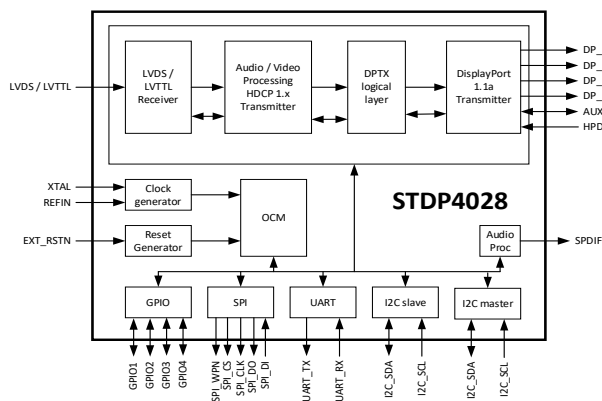 LVDS / LVTTL
LVDS /
LVTTL
Receiver
Audio / Video
Processing
HDCP 1.x
Transmitter
DPTX
logical
layer
DisplayPort
1.1a
Transmitter
DP_
DP_
DP_
DP_
AUX
HPD
XTAL
REFIN
Clock
generator
OCM
STDP4028
EXT_RSTN
Reset
Generator
Audio
Proc
SPDIF
GPIO
SPI
UART
I2C slave
I2C master
GPIO1
GPIO2
GPIO3
GPIO4
SPI_WPN
SPI_CS
SPI_CLK
SPI_DO
SPI_DI
UART_TX
UART_RX
I2C_SDA
I2C_SCL
I2C_SDA
I2C_SCL